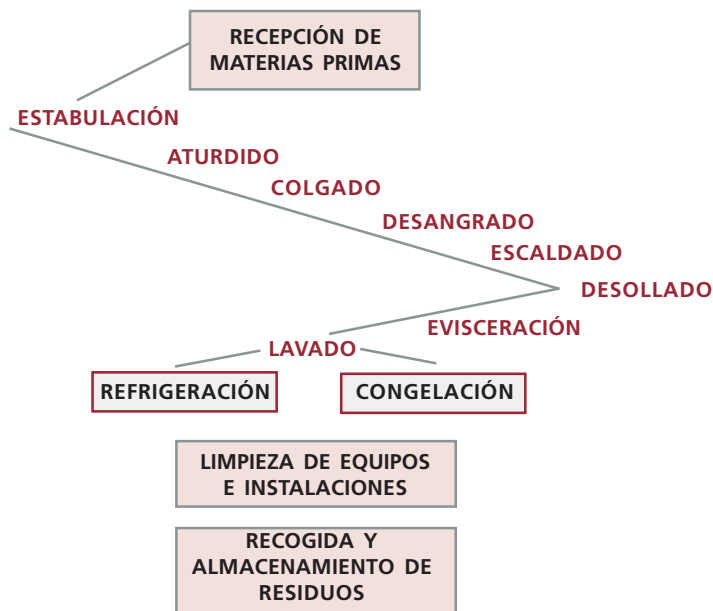 RECEPCIÓN DE
MATERIAS PRIMAS
ESTABULACIÓN
ATURDIDO
COLGADO
DESANGRADO
ESCALDADO
DESOLLADO
EVISCERACIÓN
LAVADO
REFRIGERACIÓN
CONGELACIÓN
LIMPIEZA DE EQUIPOS
E INSTALACIONES
RECOGIDA Y
ALMACENAMIENTO DE
RESIDUOS